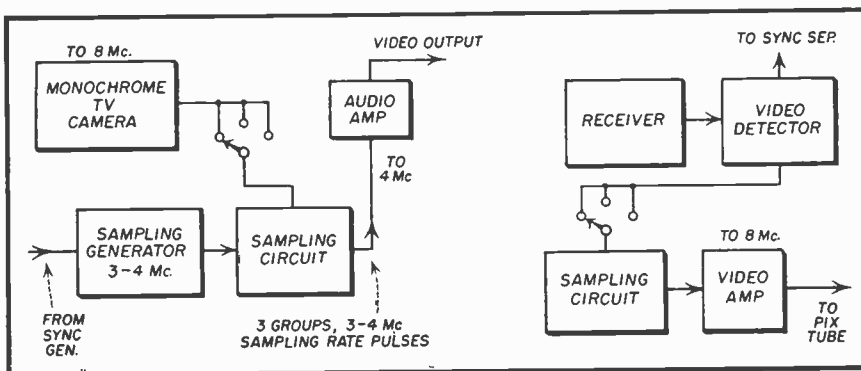 TO 8 Mc.
MONOCHROME
TV
CAMERA
VIDEO OUTPUT
AUDIO
AMP
TO
4 Mc
SAMPLING
GENERATOR
3-4 Mc.
SAMPLING
CIRCUIT
FROM
SYNC
GEN.
3 GROUPS, 3-4 Mc
SAMPLING RATE PULSES
TO SYNC SEP.
RECEIVER
VIDEO
DETECTOR
SAMPLING
CIRCUIT
TO 8 Mc.
VIDEO
AMP
TO
PIX
TUBE